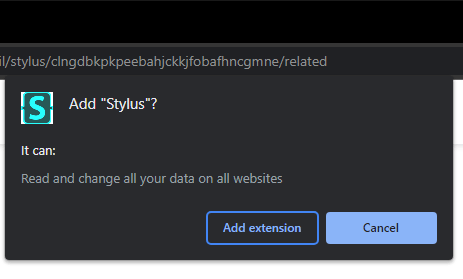 il/stylus/clngdbkpkpeebahjckkjfobafhncgmne/related
S
Add "Stylus"?
It can:
Read and change all your data on all websites
Add extension
Cancel